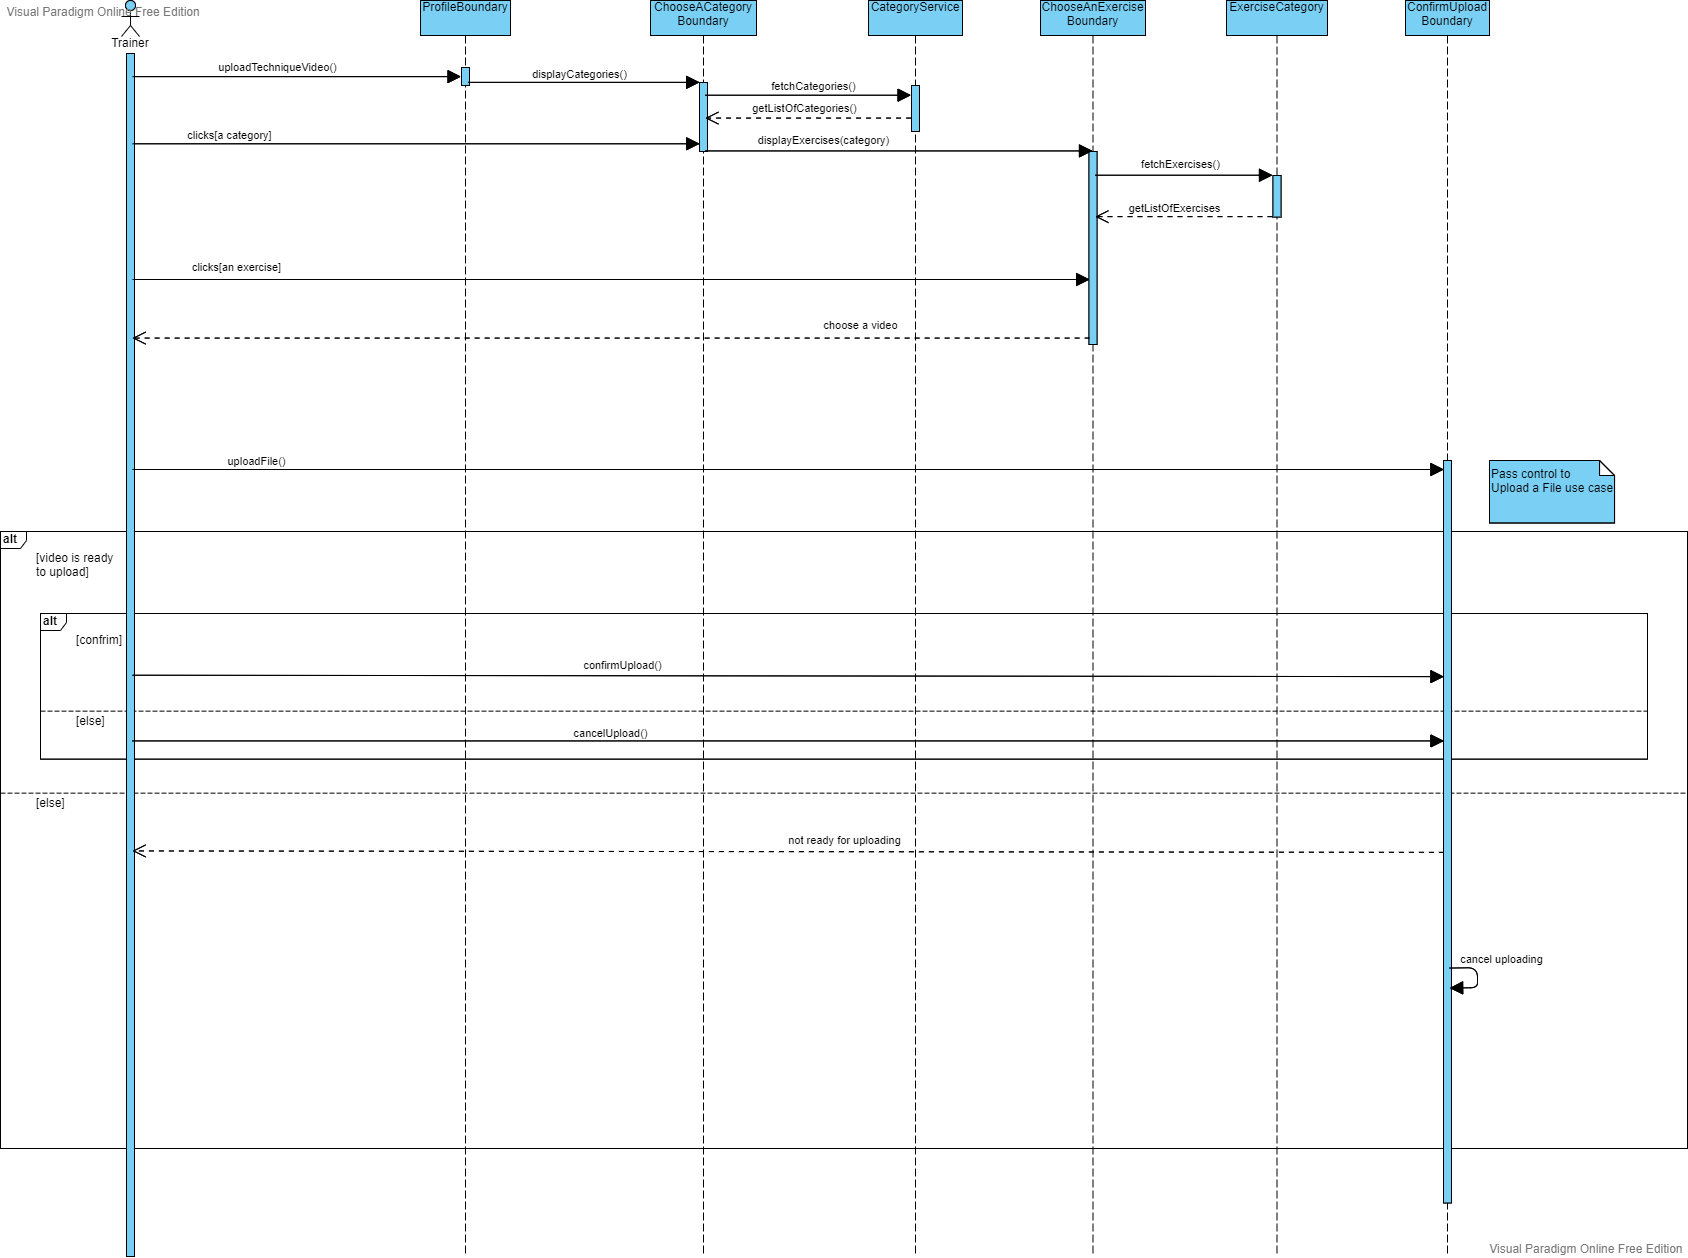 Visual Paradigm Online Free Edition
Trainer
ProfileBoundary
ChooseACategory
Boundary
CategoryService
ChooseAnExercise
Boundary
ExerciseCategory
ConfirmUpload
Boundary
uploadTechniqueVideo()
displayCategories()
fetchCategories()
getListOfCategories()
clicks[a category]
displayExercises(category)
fetchExercises()
getListOfExercises
clicks[an exercise]
choose a video
uploadFile()
Pass control to
Upload a File use case
alt
[video is ready
to upload]
alt
[confrim]
confirmUpload()
[else]
cancelUpload()
[else]
not ready for uploading
cancel uploading
Visual Paradigm Online Free Edition